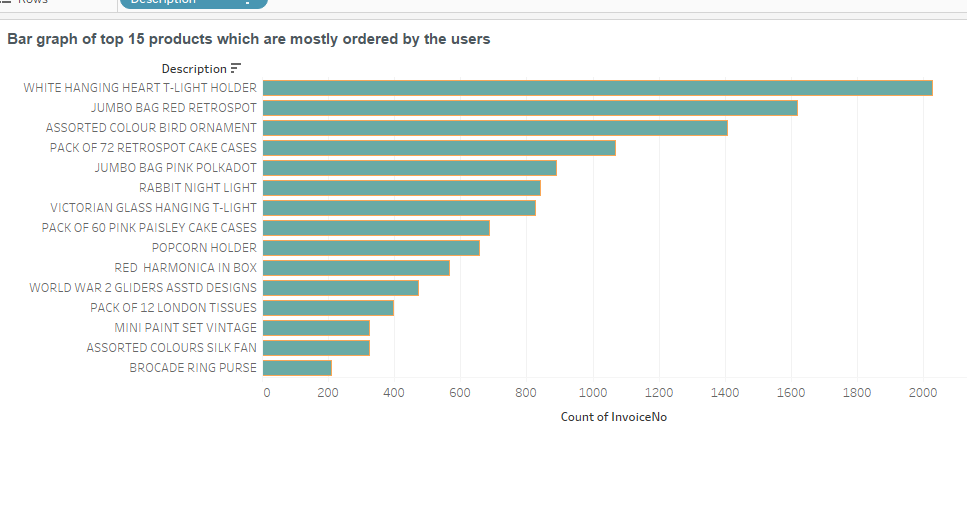 Rows
Description
Bar graph of top 15 products which are mostly ordered by the users
Description
WHITE HANGING HEART T-LIGHT HOLDER
JUMBO BAG RED RETROSPOT
ASSORTED COLOUR BIRD ORNAMENT
PACK OF 72 RETROSPOT CAKE CASES
JUMBO BAG PINK POLKADOT
RABBIT NIGHT LIGHT
VICTORIAN GLASS HANGING T-LIGHT
PACK OF 60 PINK PAISLEY CAKE CASES
POPCORN HOLDER
RED  HARMONICA IN BOX
WORLD WAR 2 GLIDERS ASSTD DESIGNS
PACK OF 12 LONDON TISSUES
MINI PAINT SET VINTAGE
ASSORTED COLOURS SILK FAN
BROCADE RING PURSE
0 200 400 600 800 1000 1200 1400 1600 1800 2000
Count of InvoiceNo